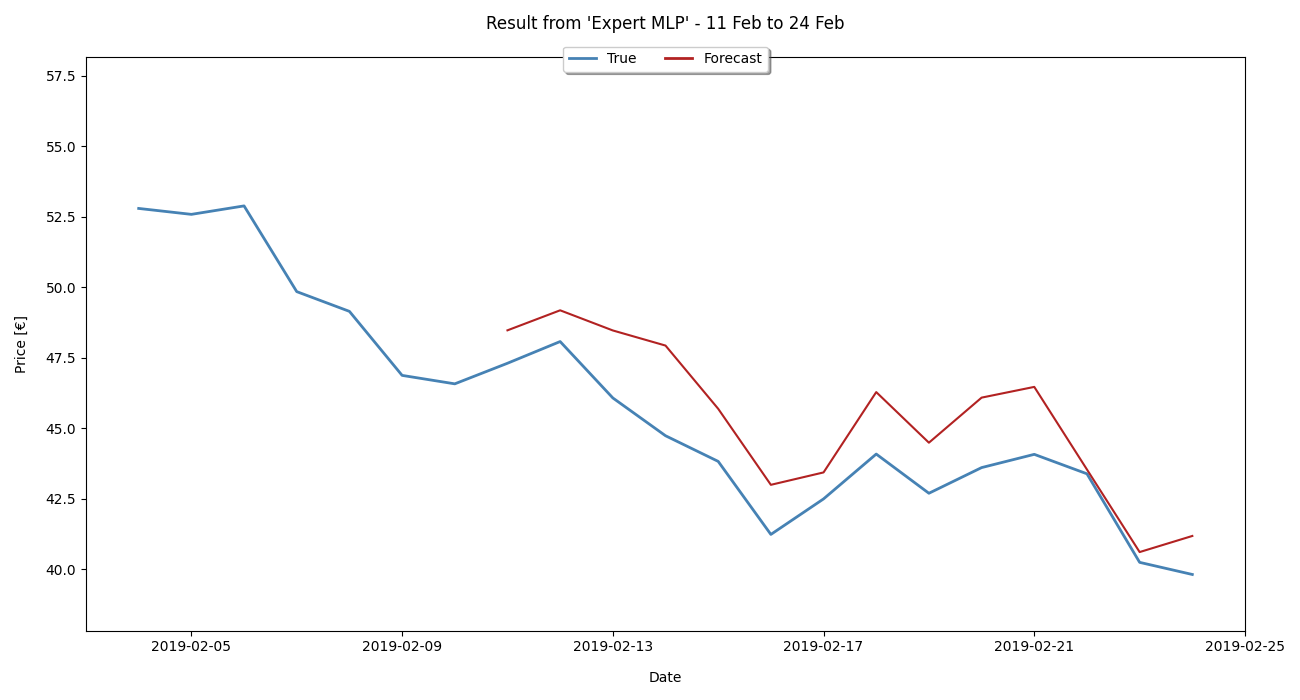 Result from 'Expert MLP' - 11 Feb to 24 Feb
True Forecast
57.5
55.0
52.5
50.0
47.5
45.0
42.5
40.0
Price [€]
2019-02-05 2019-02-09 2019-02-13 2019-02-17 2019-02-21 2019-02-25
Date